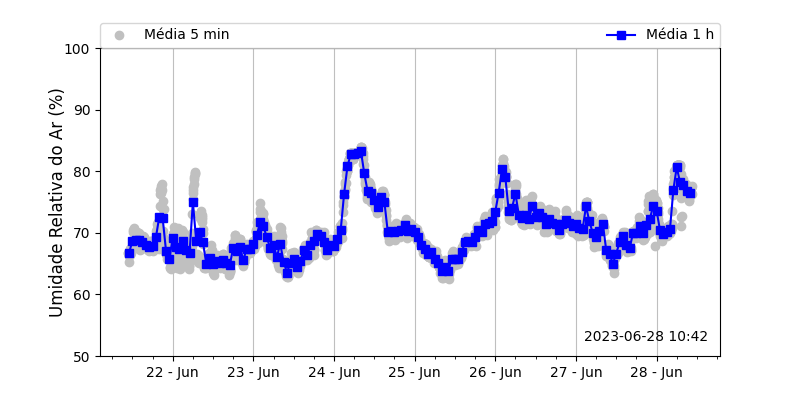 Média 5 min Média 1 h
Umidade Relativa do Ar (%)
100
90
80
70
60
50
2023-06-28 10:42
22 - Jun 23 - Jun 24 - Jun 25 - Jun 26 - Jun 27 - Jun 28 - Jun